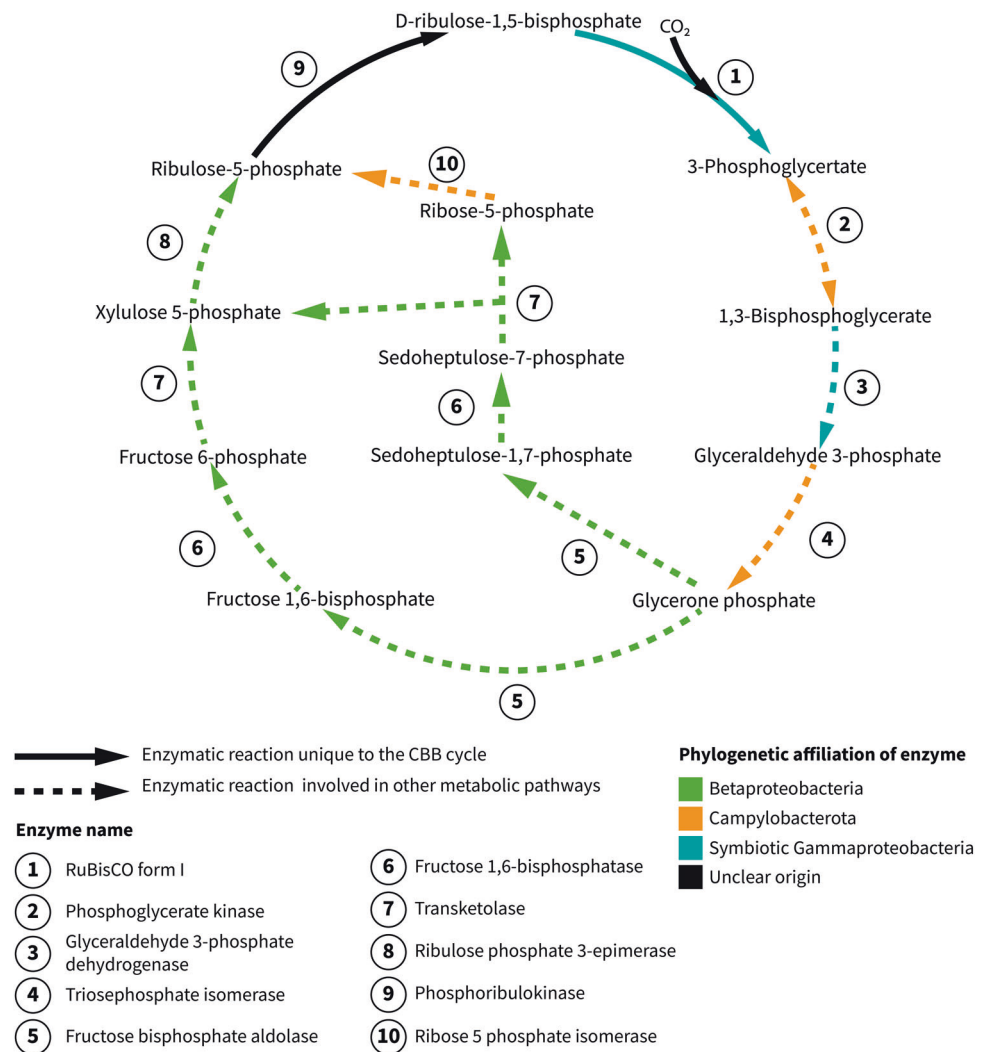 D-ribulose-1,5-bisphosphate
CO₂
9
1
Ribulose-5-phosphate
10
3-Phosphoglycertate
Ribose-5-phosphate
8
2
Xylulose 5-phosphate
7
1,3-Bisphosphoglycerate
Sedoheptulose-7-phosphate
7
6
3
Fructose 6-phosphate
Sedoheptulose-1,7-phosphate
Glyceraldehyde 3-phosphate
6
5
4
Fructose 1,6-bisphosphate
Glycerone phosphate
5
Enzymatic reaction unique to the CBB cycle
Enzymatic reaction involved in other metabolic pathways
Phylogenetic affiliation of enzyme
Betaproteobacteria
Campylobacterota
Symbiotic Gammaproteobacteria
Unclear origin
Enzyme name
1 RuBisCO form I
2 Phosphoglycerate kinase
3 Glyceraldehyde 3-phosphate
dehydrogenase
4 Triosephosphate isomerase
5 Fructose bisphosphate aldolase
6 Fructose 1,6-bisphosphatase
7 Transketolase
8 Ribulose phosphate 3-epimerase
9 Phosphoribulokinase
10 Ribose 5 phosphate isomerase